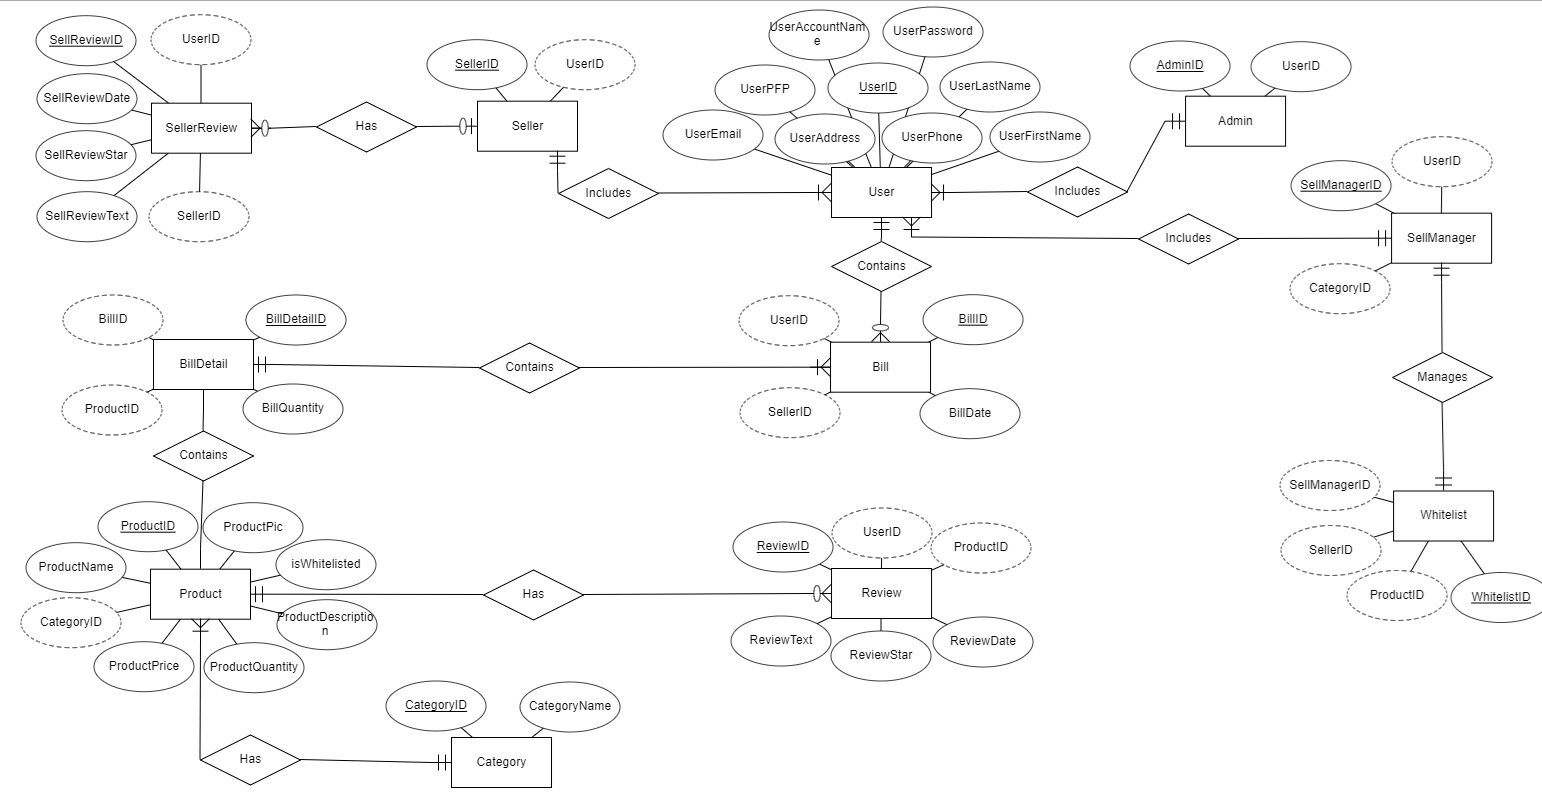 SellReviewID
UserID
SellReviewDate
SellerReview
SellReviewStar
SellReviewText
SellerID
Has
SellerID
UserID
Seller
Includes
UserAccountNam
e
UserPassword
UserPFP
UserID
UserLastName
UserEmail
UserAddress
UserPhone
UserFirstName
User
Includes
AdminID
UserID
Admin
UserID
SellManagerID
Includes
SellManager
CategoryID
Contains
BillID
BillDetailID
BillDetail
ProductID
BillQuantity
Contains
UserID
BillID
Bill
SellerID
BillDate
Manages
Contains
SellManagerID
Whitelist
SellerID
ProductID
WhitelistID
ProductID
ProductPic
ProductName
isWhitelisted
Product
CategoryID
ProductDescriptio
n
ProductPrice
ProductQuantity
Has
UserID
ReviewID
ProductID
Review
ReviewText
ReviewStar
ReviewDate
CategoryID
CategoryName
Has
Category